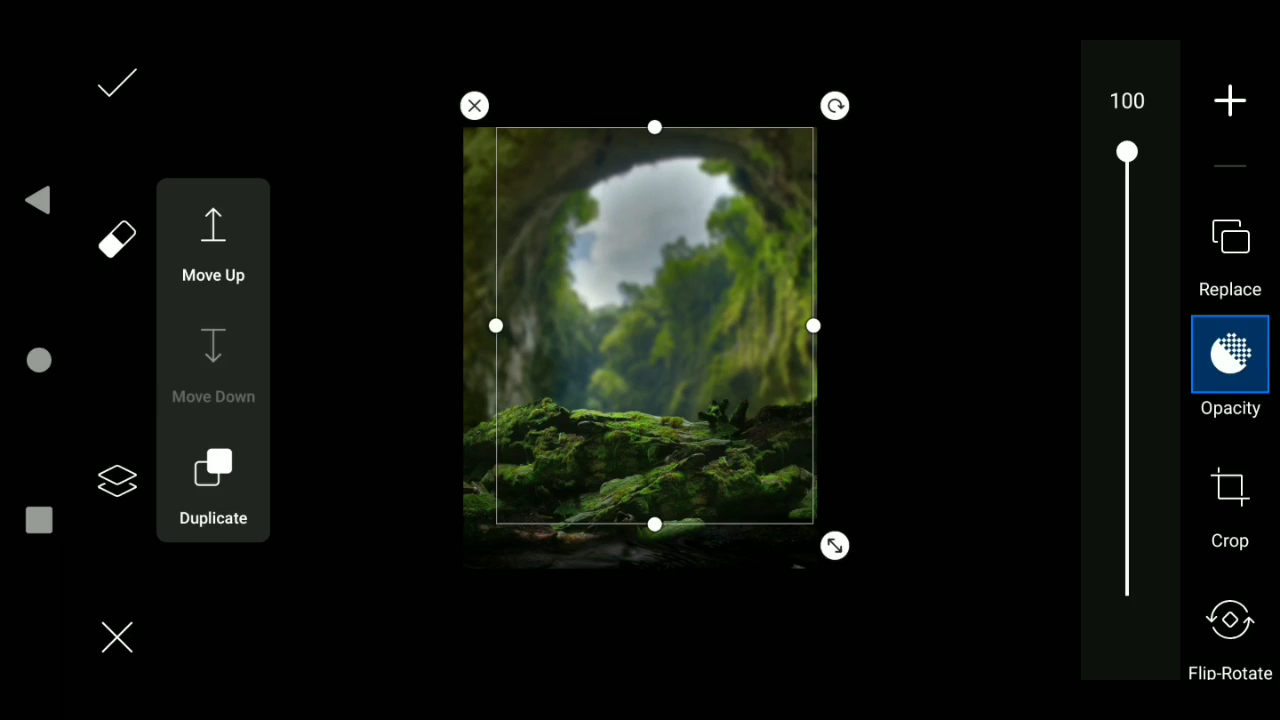 100
Move Up
Replace
Move Down
Opacity
Duplicate
Crop
Flip-Rotate